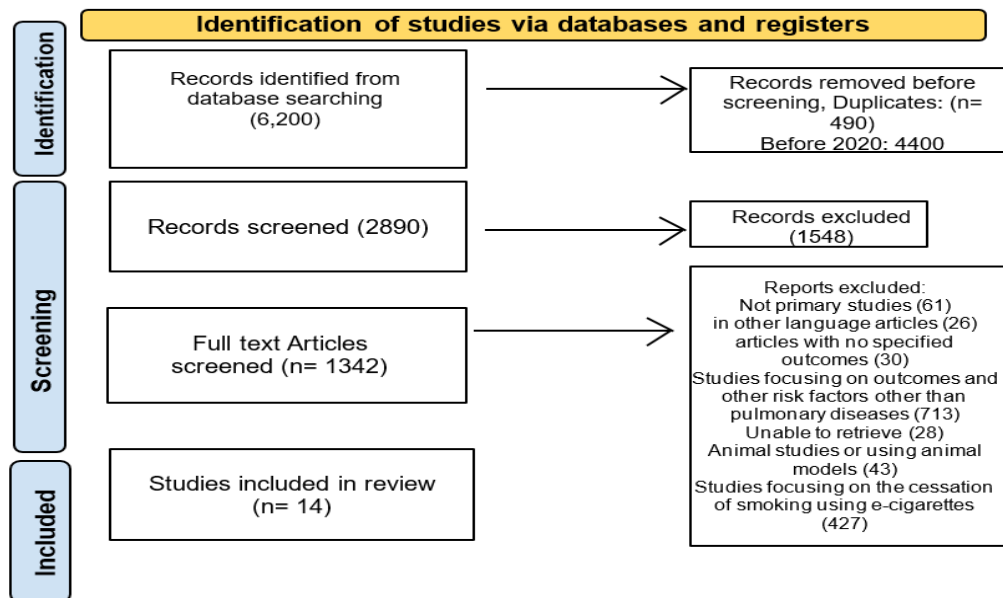 Identification of studies via databases and registers
Identification
Records identified from
database searching
(6,200)
Records removed before
screening, Duplicates: (n=
490)
Before 2020: 4400
Screening
Records screened (2890)
Records excluded
(1548)
Full text Articles
screened (n= 1342)
Reports excluded:
Not primary studies (61)
in other language articles (26)
articles with no specified
outcomes (30)
Studies focusing on outcomes and
other risk factors other than
pulmonary diseases (713)
Unable to retrieve (28)
Animal studies or using animal
models (43)
Studies focusing on the cessation
of smoking using e-cigarettes
(427)
Included
Studies included in review
(n= 14)